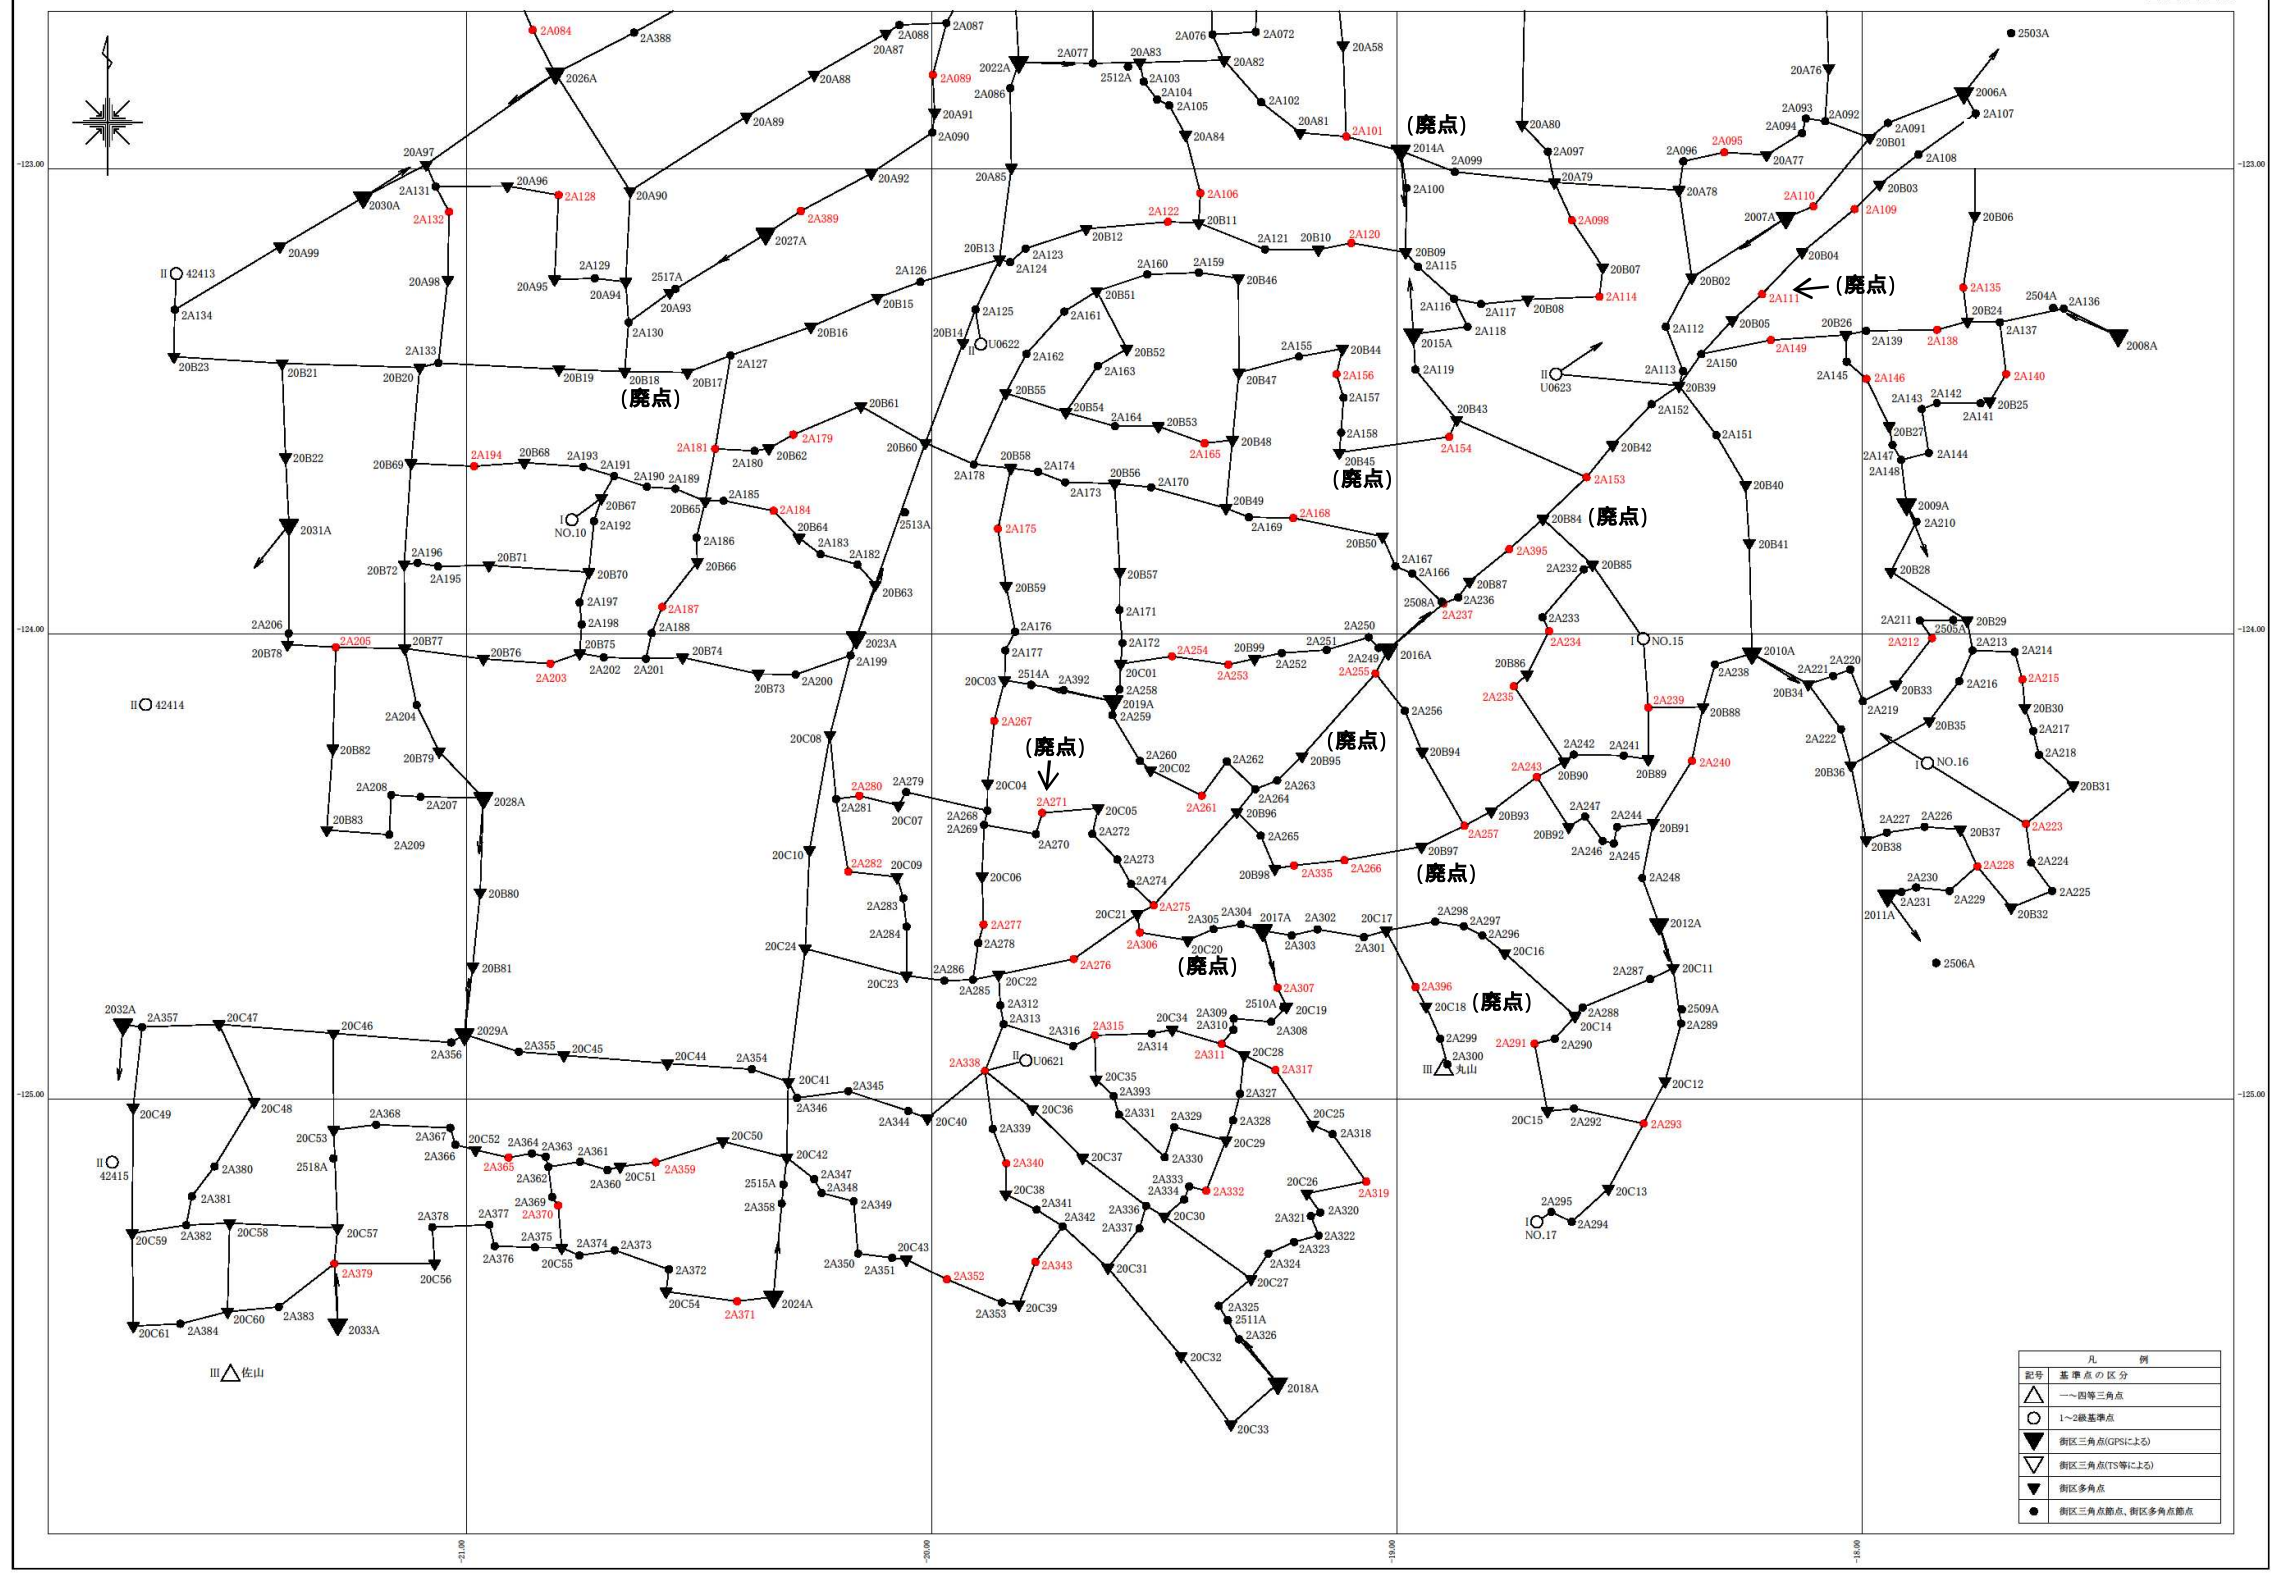 2A084
2A388
20A87
2A088
2A087
2026A
20A88
2A089
2022A
2A077
2A086
2512A
20A83
2A103
2A104
2A105
2A076
2A072
20A82
2A102
20A58
20A81
2A101
(廃点)
2014A
2A099
20A80
2A097
20A76
2A093
2A092
2A094
2A095
2A096
20A77
2A091
2006A
2A107
2503A
20B01
2A108
20A89
20A91
2A090
20A84
-123.00
-123.00
20A97
2A131
20A96
2A128
2A132
2030A
20A90
20A92
2A389
2027A
20A85
2A106
2A122
20B11
2A100
20A79
20A78
2A098
2007A
2A110
2A109
20B03
20B06
20A99
II
42413
2A134
20A98
20A95
2A129
20A94
2517A
20A93
2A130
20B13
2A123
2A124
20B12
2A121
20B10
2A120
20B09
2A115
2A126
20B15
20B16
2A125
20B14
II
U0622
2A160
2A159
20B51
2A161
20B46
2A116
2A117
20B08
2A118
20B07
2A114
20B02
20B04
2A111
(廃点)
2A112
20B05
2A135
20B24
2504A
2A136
2A137
2008A
20B26
2A139
2A138
2A149
2A150
20B23
20B21
2A133
20B20
20B19
20B18
(廃点)
20B17
2A127
2A162
20B52
2A163
20B55
20B54
2A155
20B44
20B47
2A156
2A157
2A158
20B45
(廃点)
2015A
2A119
II
U0623
2A113
20B39
2A152
2A145
2A146
2A140
2A143
2A142
2A141
20B25
20B61
20B60
2A179
2A181
2A180
20B62
2A164
20B53
2A165
20B48
20B43
2A154
20B42
2A151
20B27
2A147
2A148
2A144
20B22
20B69
2A194
20B68
2A193
2A191
2A190
2A189
20B67
I
NO.10
2A192
20B65
2A185
2A184
20B64
2A183
2A182
2A178
2513A
20B58
2A174
2A173
20B56
2A170
20B49
2A169
2A168
20B50
2A153
20B84
(廃点)
20B40
2009A
2A210
2031A
2A196
20B72
2A195
20B71
20B70
2A186
20B66
2A175
20B59
20B57
2A171
2A167
2A166
2508A
20B87
2A236
2A237
2A395
2A232
20B85
20B41
20B28
20B63
2A197
2A198
2A187
2A188
2A233
2A234
2A211
20B29
2505A
2A212
2A213
2A214
-124.00
-124.00
2A206
20B78
2A205
20B77
20B76
2A203
20B75
2A202
2A201
20B74
20B73
2A200
2023A
2A199
2A176
2A177
2A172
20C01
2A254
2A253
20B99
2A252
2A251
2A250
2A249
2016A
2A255
20B86
2A235
I
NO.15
2010A
2A238
2A221
2A220
20B34
20B33
2A219
2A216
2A215
II
42414
2A204
20B82
20B79
20C08
20C03
2514A
2A392
2A258
2019A
2A259
2A267
2A256
20B94
2A239
20B88
2A222
20B35
20B30
2A217
2A218
(廃点)
(廃点)
2A260
20C02
2A262
2A263
20B95
2A242
2A241
20B90
2A243
20B89
2A240
20B36
I
NO.16
20B31
2A208
2A207
2028A
20B83
2A209
2A280
2A281
2A279
20C07
20C04
2A268
2A269
2A271
20C05
2A270
2A272
2A261
2A264
20B96
2A265
2A257
20B93
20B92
2A247
2A246
2A244
2A245
20B91
2A227
2A226
20B38
20B37
2A223
20C10
2A282
20C09
20C06
2A273
2A274
20B98
2A335
2A266
20B97
(廃点)
2A248
2A228
2A224
2A225
20B80
2A283
2A284
2A277
2A278
2A275
20C21
2A306
2A305
2A304
20C20
(廃点)
2017A
2A303
2A302
2A301
20C17
2A298
2A297
2A296
20C16
2012A
2A230
2A231
2011A
2A229
20B32
20B81
20C24
20C23
2A286
2A285
20C22
2A276
2A307
2510A
20C19
2A308
2A396
20C18
(廃点)
2A287
20C11
2506A
2032A
2A357
20C47
20C46
2029A
2A356
2A355
20C45
20C44
2A354
2A312
2A313
2A316
2A315
20C34
2A314
2A309
2A310
2A311
20C28
2A317
2A299
2A300
III
丸山
2A288
20C14
2A290
2A291
2509A
2A289
II
U0621
2A338
-125.00
-125.00
20C49
20C48
20C41
2A346
2A345
2A344
20C40
20C36
20C35
2A393
2A331
2A327
2A329
2A328
20C25
2A318
20C15
2A292
20C12
2A293
20C53
2A368
2A367
2A366
20C52
2A365
2A364
2A363
2A362
2A361
2A360
20C51
2A359
20C50
20C42
2518A
2A339
2A340
20C37
2A330
20C29
II
42415
2A380
2A381
2A382
20C59
20C58
20C57
2A378
2A377
2A376
2A369
2A370
2A375
20C55
2A374
2A373
2A372
2515A
2A358
2A347
2A348
2A349
20C38
2A341
2A342
2A336
2A337
20C30
2A333
2A334
2A332
20C26
2A319
2A320
2A321
2A322
2A323
2A324
20C13
2A295
I
NO.17
2A294
2A379
20C56
2A350
2A351
20C43
2A352
2A343
20C31
20C27
20C61
2A384
20C60
2A383
2033A
20C54
2A371
2024A
2A353
20C39
2A325
2511A
2A326
III
佐山
20C32
2018A
20C33
凡 例
記号 基準点の区分
一～四等三角点
1～2級基準点
街区三角点(GPSによる)
街区三角点(TS等による)
街区多角点
街区三角点節点、街区多角点節点
-21.00
-20.00
-19.00
-18.00